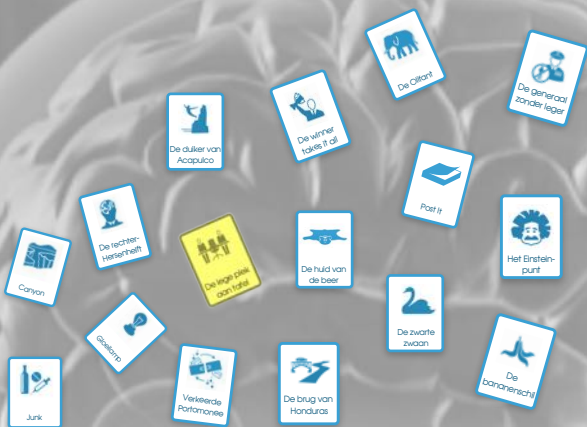 De Olifant
De generaal
zonder leger
De winner
takes it all
De duiker van
Acapulco
Post It
De rechter-
Hersenhelft
Het Einstein-
punt
De lege plek
aan tafel
De huid van
de beer
Canyon
De zwarte
zwaan
Gloeilamp
De
bananenschil
Verkeerde
Portomonee
De brug van
Honduras
Junk